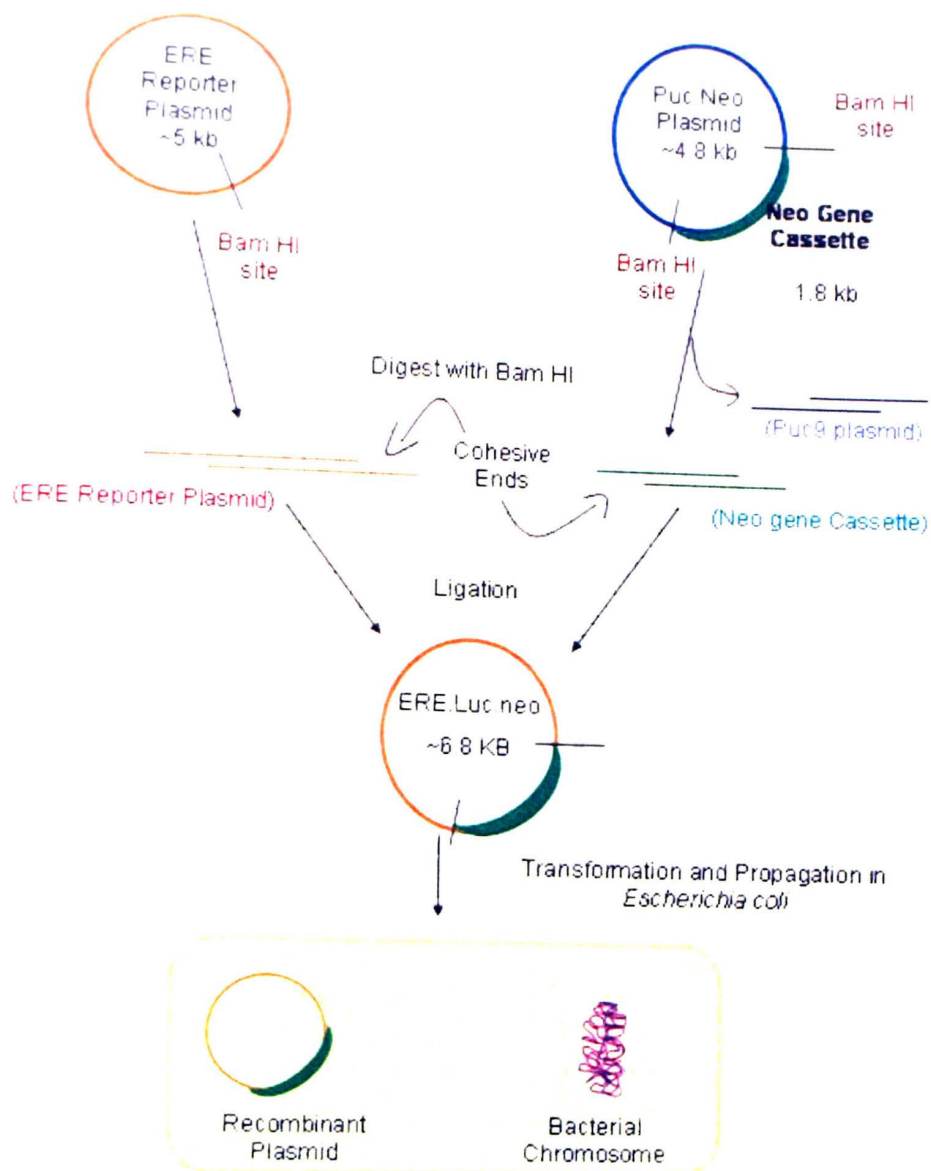 ERE
Reporter
Plasmid
~5 kb
Bam HI
site
Puc Neo
Plasmid
~4.8 kb
Bam HI
site
Neo Gene
Cassette
1.8 kb
Bam HI
site
Digest with Bam HI
(Puc9 plasmid)
Cohesive
Ends
(ERE Reporter Plasmid)
(Neo gene Cassette)
Ligation
ERE.Luc neo
~6.8 KB
Transformation and Propagation in
Escherichia coli
Recombinant
Plasmid
Bacterial
Chromosome